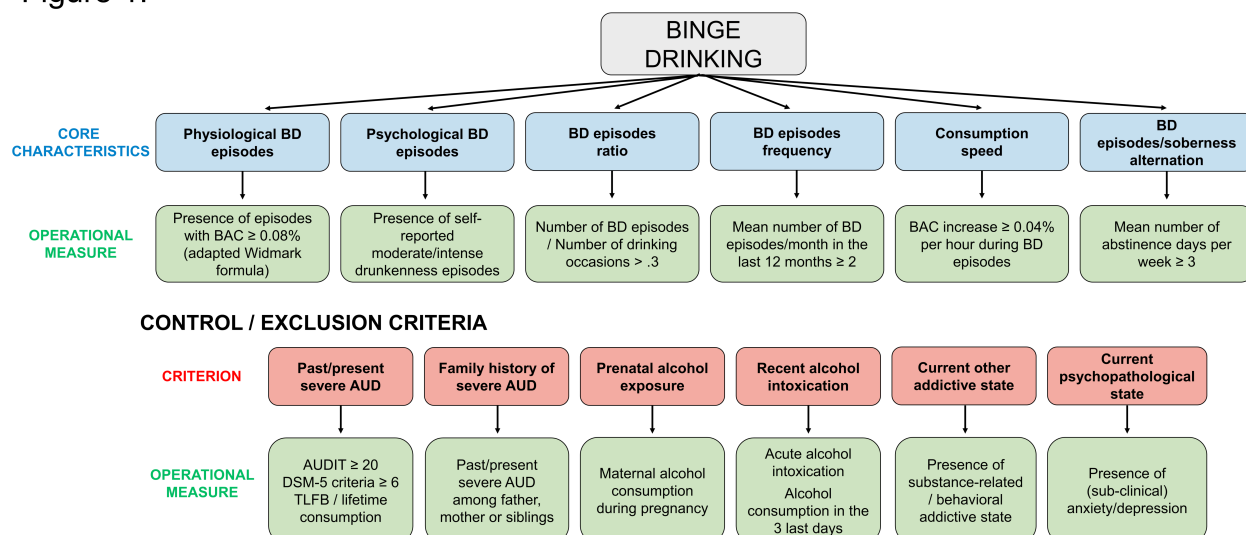 BINGE
DRINKING
CORE
CHARACTERISTICS
Physiological BD
episodes
Psychological BD
episodes
BD episodes
ratio
BD episodes
frequency
Consumption
speed
BD
episodes/soberness
alternation
OPERATIONAL
MEASURE
Presence of episodes
with BAC ≥ 0.08%
(adapted Widmark
formula)
Presence of self-
reported
moderate/intense
drunkenness episodes
Number of BD episodes
/ Number of drinking
occasions > .3
Mean number of BD
episodes/month in the
last 12 months ≥ 2
BAC increase ≥ 0.04%
per hour during BD
episodes
Mean number of
abstinence days per
week ≥ 3
CONTROL / EXCLUSION CRITERIA
CRITERION
Past/present
severe AUD
Family history of
severe AUD
Prenatal alcohol
exposure
Recent alcohol
intoxication
Current other
addictive state
Current
psychopathological
state
OPERATIONAL
MEASURE
AUDIT ≥ 20
DSM-5 criteria ≥ 6
TLFB / lifetime
consumption
Past/present
severe AUD
among father,
mother or siblings
Maternal alcohol
consumption
during pregnancy
Acute alcohol
intoxication
Alcohol
consumption in the
3 last days
Presence of
substance-related
/ behavioral
addictive state
Presence of
(sub-clinical)
anxiety/depression